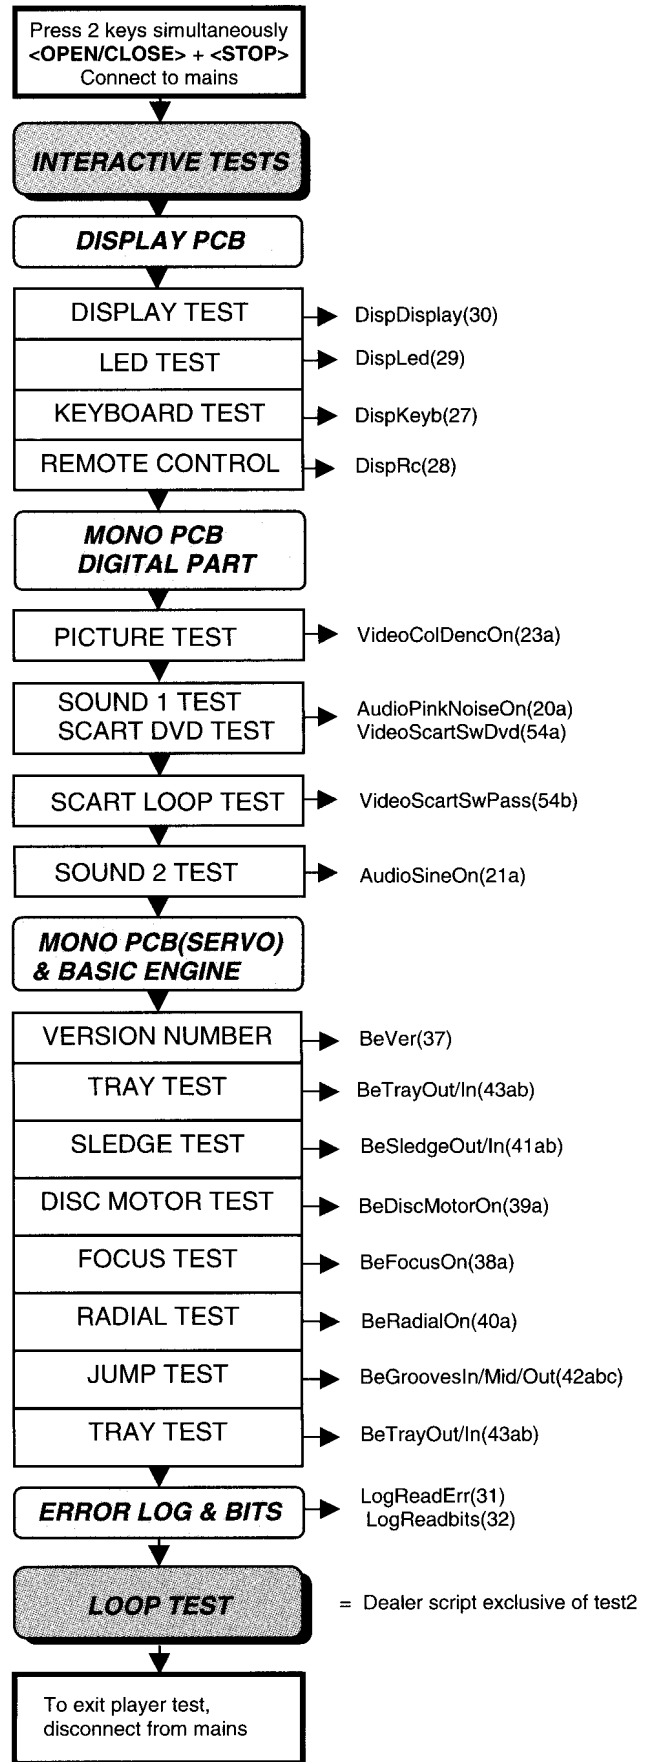 Press 2 keys simultaneously
<OPEN/CLOSE> + <STOP>
Connect to mains
INTERACTIVE TESTS
DISPLAY PCB
DISPLAY TEST
DispDisplay(30)
LED TEST
DispLed(29)
KEYBOARD TEST
DispKeyb(27)
REMOTE CONTROL
DispRc(28)
MONO PCB
DIGITAL PART
PICTURE TEST
VideoColDencOn(23a)
SOUND 1 TEST
SCART DVD TEST
AudioPinkNoiseOn(20a)
VideoScartSwDvd(54a)
SCART LOOP TEST
VideoScartSwPass(54b)
SOUND 2 TEST
AudioSineOn(21a)
MONO PCB(SERVO)
& BASIC ENGINE
VERSION NUMBER
BeVer(37)
TRAY TEST
BeTrayOut/In(43ab)
SLEDGE TEST
BeSledgeOut/In(41ab)
DISC MOTOR TEST
BeDiscMotorOn(39a)
FOCUS TEST
BeFocusOn(38a)
RADIAL TEST
BeRadialOn(40a)
JUMP TEST
BeGroovesIn/Mid/Out(42abc)
TRAY TEST
BeTrayOut/In(43ab)
ERROR LOG & BITS
LogReadErr(31)
LogReadbits(32)
LOOP TEST
= Dealer script exclusive of test2
To exit player test,
disconnect from mains